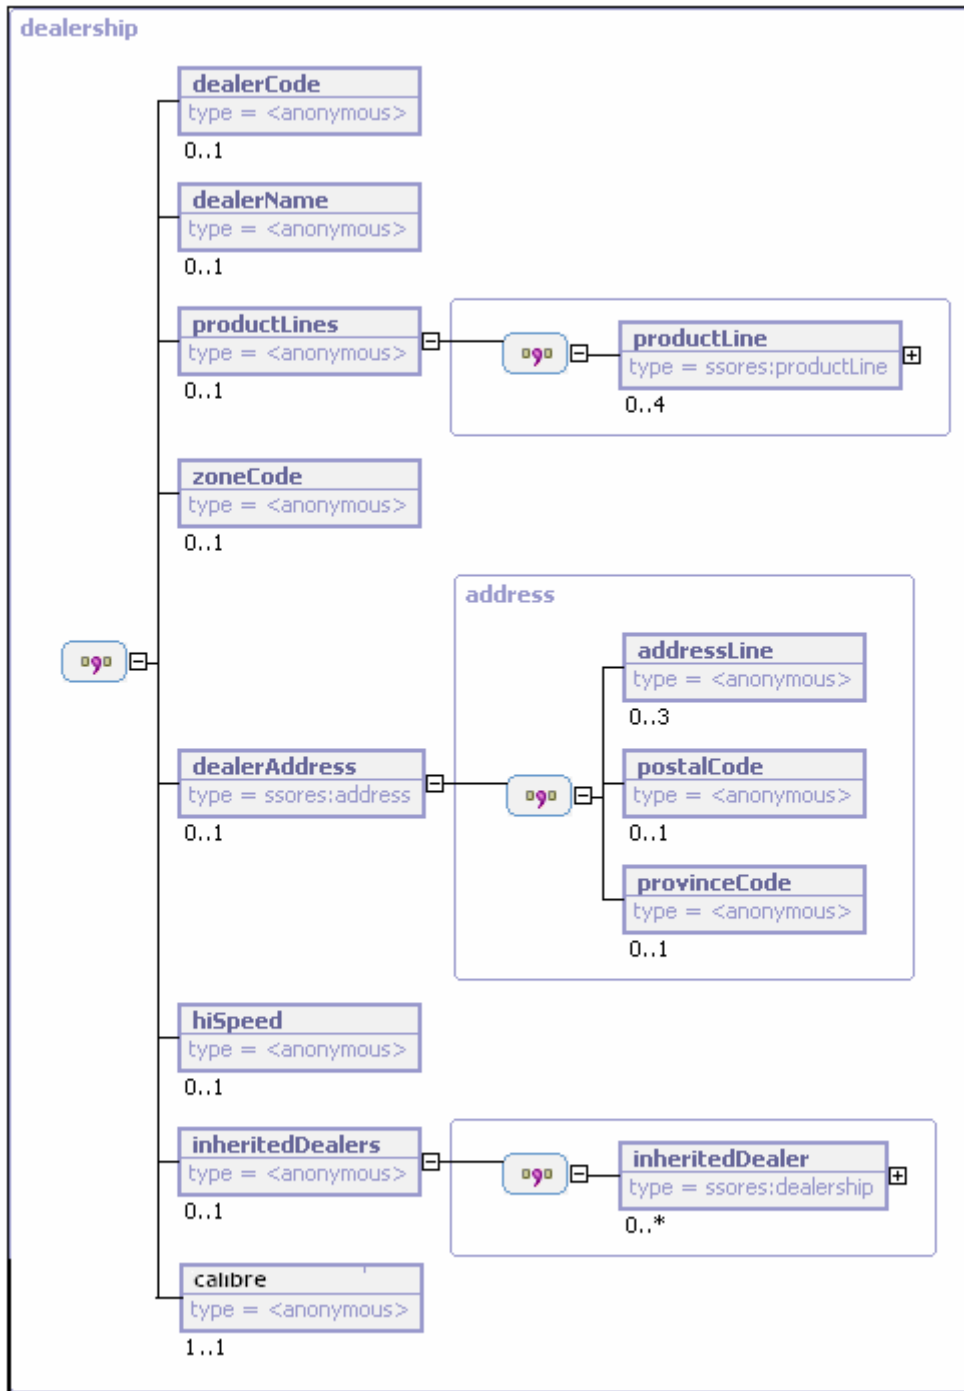 dealership
dealerCode
type = <anonymous>
0..1
dealerName
type = <anonymous>
0..1
productLines
type = <anonymous>
0..1
productLine
type = ssores:productLine
0..4
zoneCode
type = <anonymous>
0..1
address
addressLine
type = <anonymous>
0..3
dealerAddress
type = ssores:address
0..1
postalCode
type = <anonymous>
0..1
provinceCode
type = <anonymous>
0..1
hiSpeed
type = <anonymous>
0..1
inheritedDealers
type = <anonymous>
0..1
inheritedDealer
type = ssores:dealership
0..*
calibre
type = <anonymous>
1..1